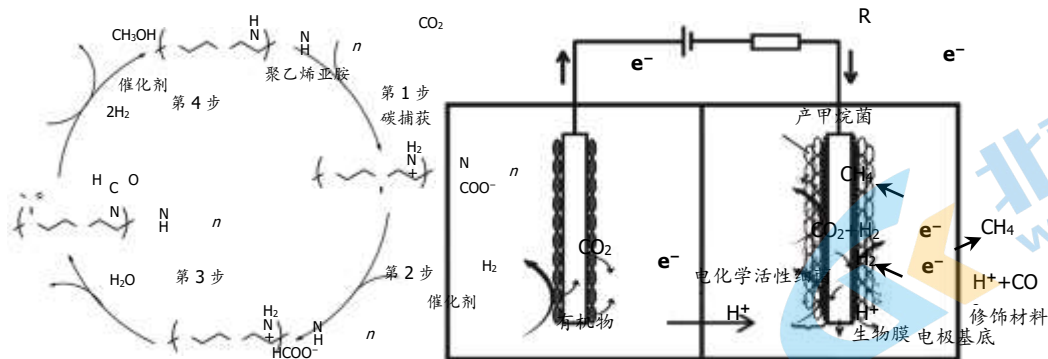 CH₃OH
H
N
N
H
n
聚乙烯亚胺
CO₂
催化剂
2H₂
第4步
第1步
碳捕获
H₂
N
+
N
COO⁻
n
H
C
O
N
N
H
n
H₂O
第3步
第2步
H₂
催化剂
H₂
N
+
N
H
n
HCOO⁻
R
e⁻
e⁻
产甲烷菌
CH₄
CO₂
CO₂+H₂
e⁻
CH₄
e⁻
H₂
e⁻
电化学活性细菌
H⁺+CO
有机物
H⁺
H⁺
修饰材料
生物膜
电极基底
北